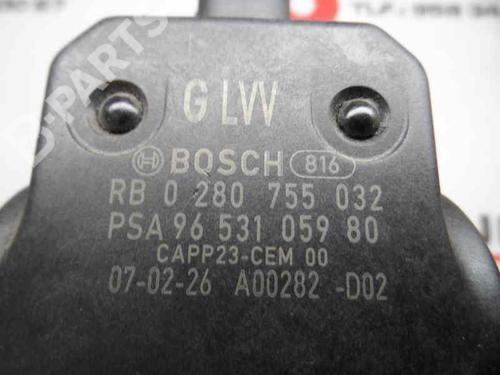 B-PARTS
GLW
BOSCH 816
RB 0 280 755 032
PSA 96 531 059 80
CAPP23-CEM 00
07-02-26 A00282 -D02